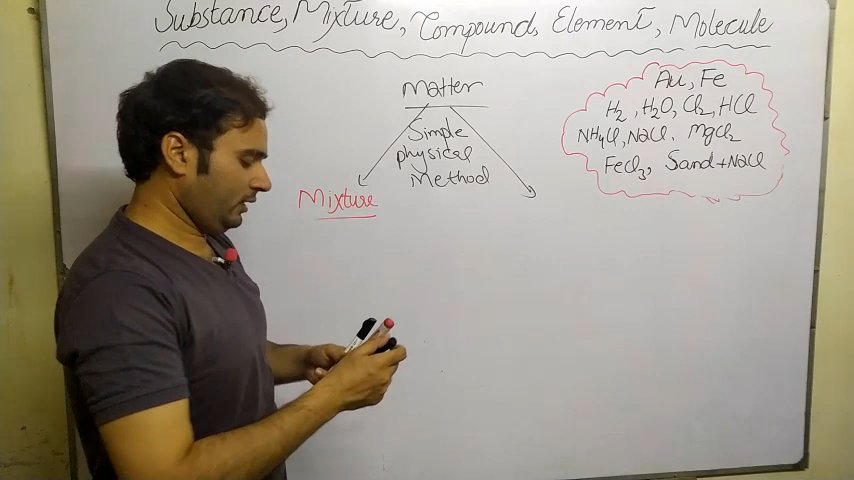 Substance, Mixture, Compound, Element, Molecule
Matter
Simple
physical
Method
Mixture
Au, Fe
H2, H2O, Cl2, HCl
NH4Cl, NaCl. MgCl2
FeCl3, Sand+NaCl